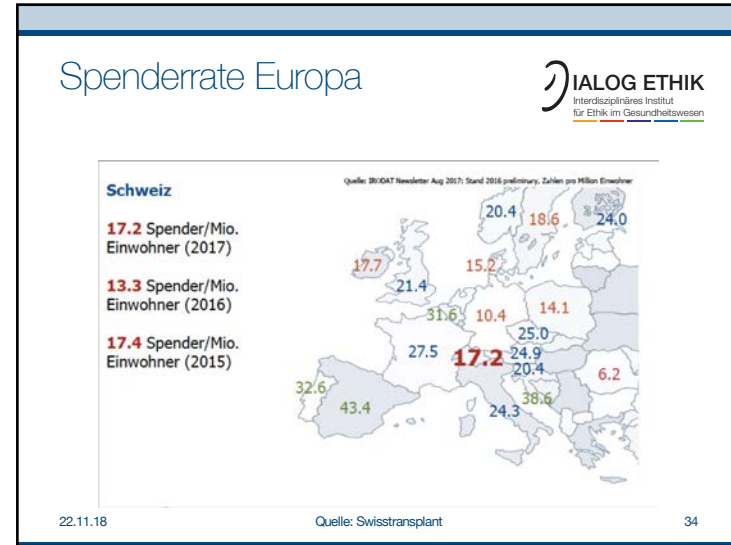 Spenderrate Europa
DIALOG ETHIK
Interdisziplinäres Institut
für Ethik im Gesundheitswesen
Quelle: IRODAT Newsletter Aug 2017; Stand 2016 preliminary, Zahlen pro Million Einwohner
Schweiz
17.2 Spender/Mio.
Einwohner (2017)
13.3 Spender/Mio.
Einwohner (2016)
17.4 Spender/Mio.
Einwohner (2015)
20.4
18.6
24.0
17.7
15.2
21.4
31.6
10.4
14.1
25.0
27.5
17.2
24.9
20.4
6.2
32.6
43.4
24.3
38.6
22.11.18
Quelle: Swisstransplant
34